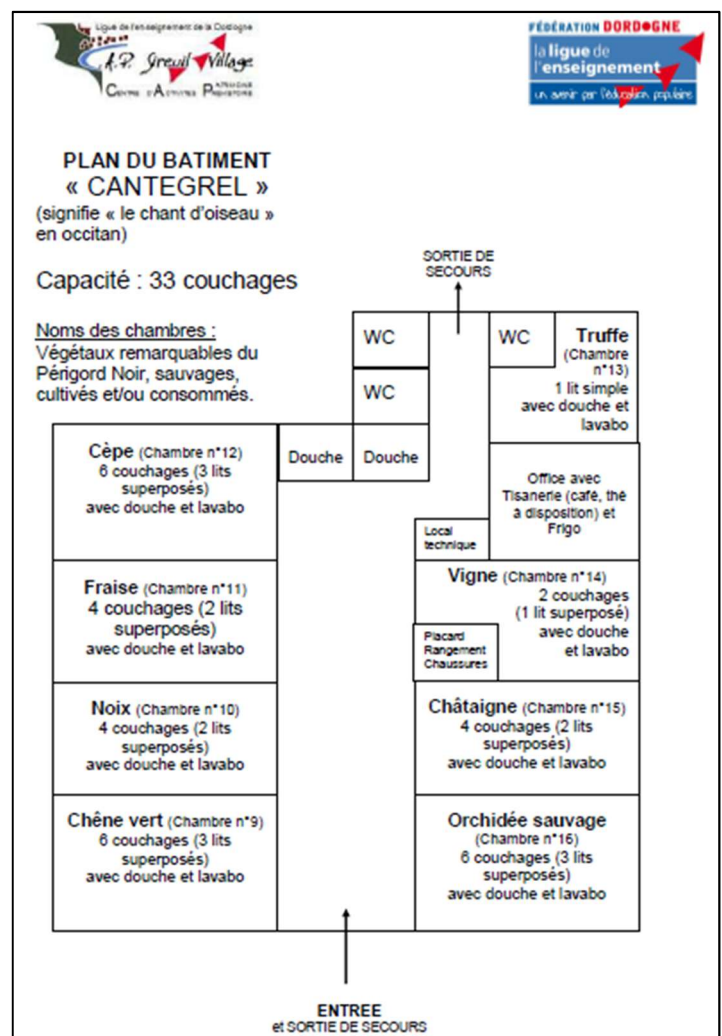 Ligue de l'enseignement de la Dordogne
A.P. Jreuil Village
CENTRE D'ACTIVITES PATRIMOINE PREHISTOIRE
FÉDÉRATION DORDOGNE
la ligue de
l'enseignement
un avenir par l'éducation populaire
PLAN DU BATIMENT
« CANTEGREL »
(signifie « le chant d'oiseau »
en occitan)
Capacité : 33 couchages
Noms des chambres :
Végétaux remarquables du
Périgord Noir, sauvages,
cultivés et/ou consommés.
SORTIE DE
SECOURS
WC
WC
WC
Truffe
(Chambre
n°13)
1 lit simple
avec douche et
lavabo
Cèpe (Chambre n°12)
6 couchages (3 lits
superposés)
avec douche et lavabo
Douche
Douche
Office avec
Tisanerie (café, thé
à disposition) et
Frigo
Local
technique
Fraise (Chambre n°11)
4 couchages (2 lits
superposés)
avec douche et lavabo
Vigne (Chambre n°14)
2 couchages
(1 lit superposé)
avec douche
et lavabo
Placard
Rangement
Chaussures
Noix (Chambre n°10)
4 couchages (2 lits
superposés)
avec douche et lavabo
Châtaigne (Chambre n°15)
4 couchages (2 lits
superposés)
avec douche et lavabo
Chêne vert (Chambre n°9)
6 couchages (3 lits
superposés)
avec douche et lavabo
Orchidée sauvage
(Chambre n°16)
6 couchages (3 lits
superposés)
avec douche et lavabo
ENTREE
et SORTIE DE SECOURS